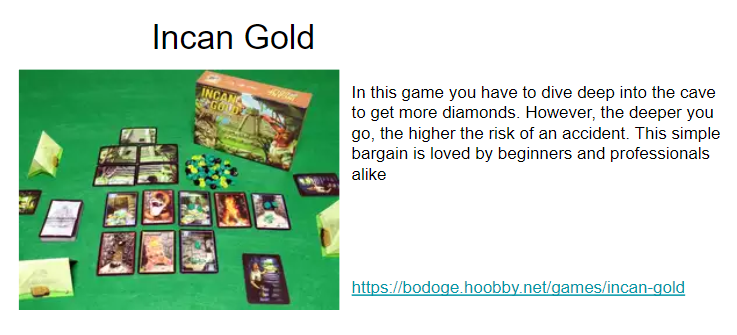 Incan Gold
INCAN
GOLD
In this game you have to dive deep into the cave
to get more diamonds. However, the deeper you
go, the higher the risk of an accident. This simple
bargain is loved by beginners and professionals
alike
https://bodoge.hoobby.net/games/incan-gold